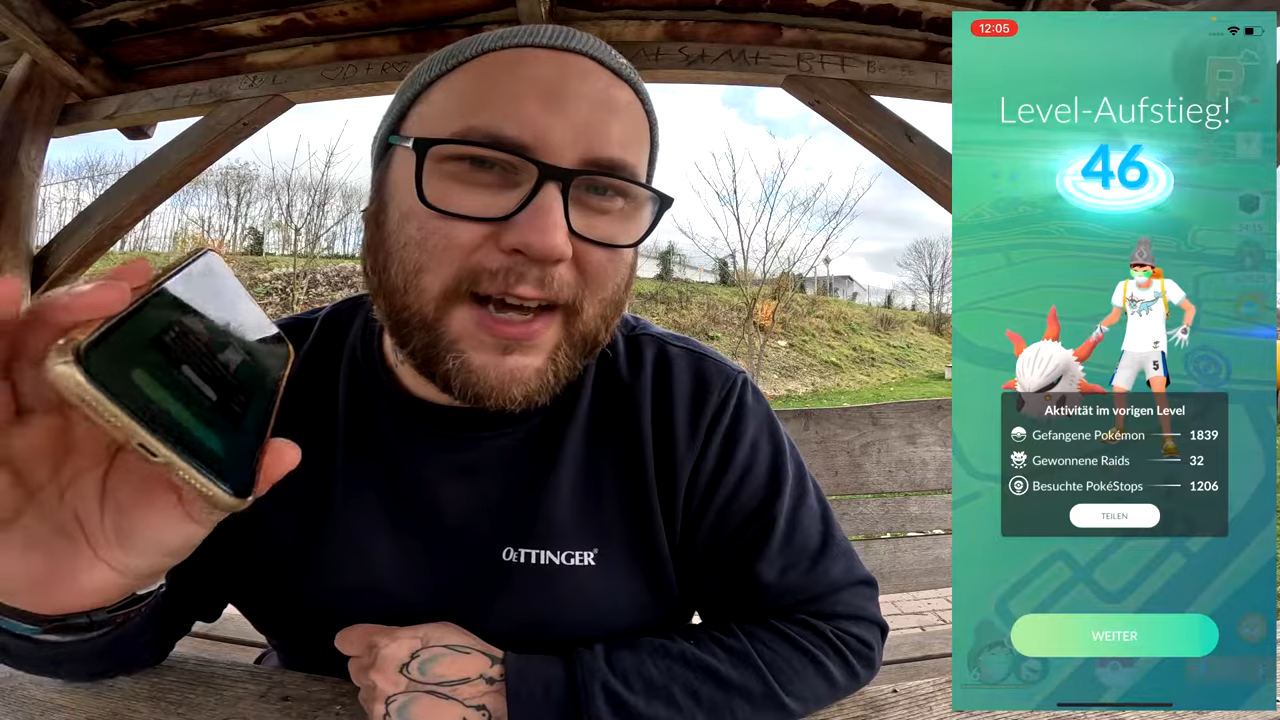 OeTTINGER®
12:05
Level-Aufstieg!
46
5
Aktivität im vorigen Level
Gefangene Pokémon 1839
Gewonnene Raids 32
Besuchte PokéStops 1206
TEILEN
WEITER